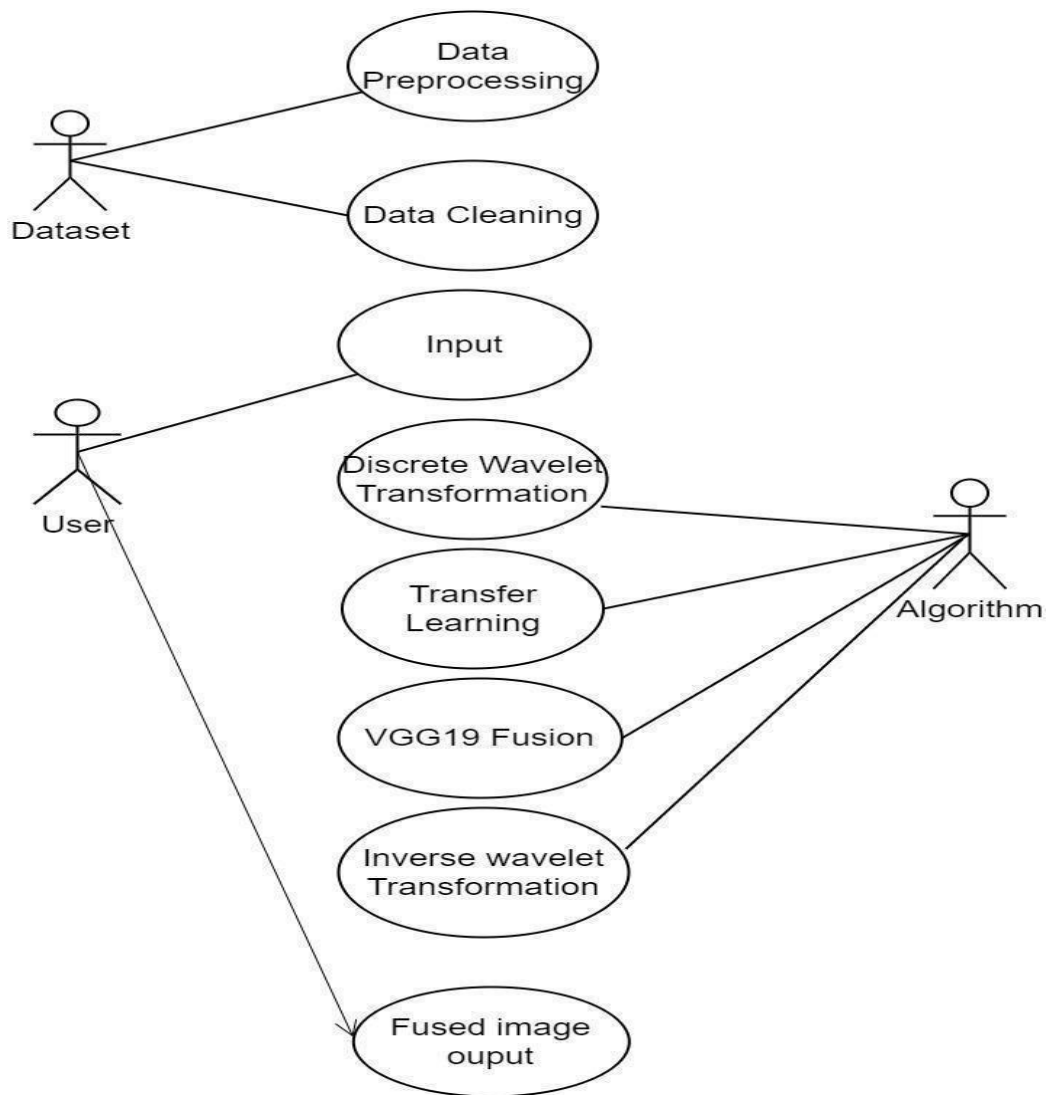 Data
Preprocessing
Dataset
Data Cleaning
Input
User
Discrete Wavelet
Transformation
Algorithm
Transfer
Learning
VGG19 Fusion
Inverse wavelet
Transformation
Fused image
ouput